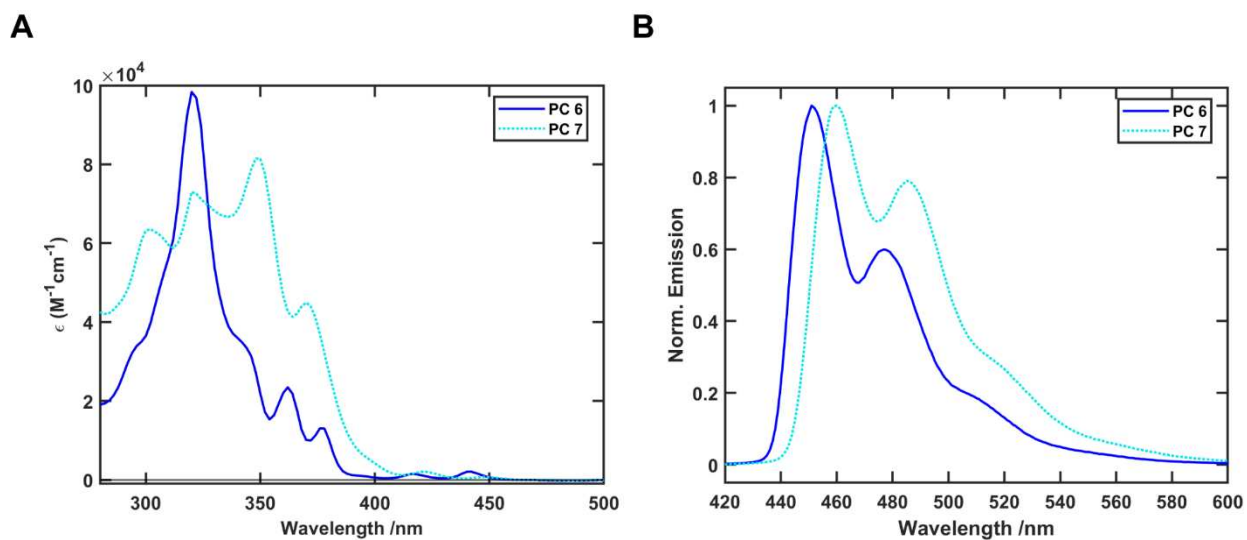 A
×10⁴
10
8
6
4
2
0
ϵ (M⁻¹cm⁻¹)
300 350 400 450 500
Wavelength /nm
PC 6
PC 7
B
1
0.8
0.6
0.4
0.2
0
Norm. Emission
420 440 460 480 500 520 540 560 580 600
Wavelength /nm
PC 6
PC 7